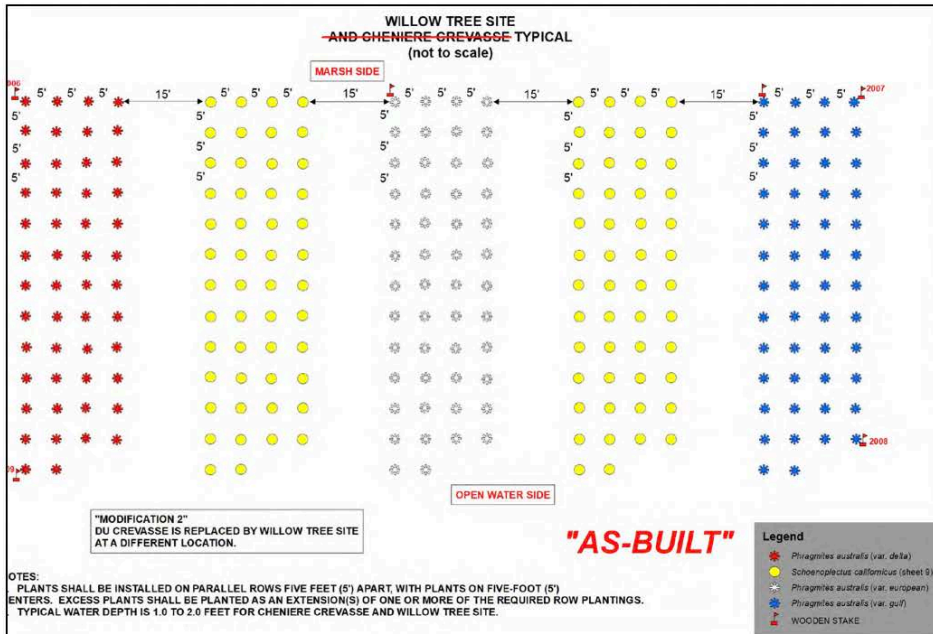 WILLOW TREE SITE
AND CHENIERE CREVASSE TYPICAL
(not to scale)
MARSH SIDE
006
5' 5' 5' 15' 5' 5' 5' 15' 5' 5' 5' 15' 5' 5' 5' 15' 5' 5' 5'
2007
5' 5' 5' 5' 5'
5' 5' 5' 5' 5'
5' 5' 5' 5' 5'
2008
09
OPEN WATER SIDE
"MODIFICATION 2"
DU CREVASSE IS REPLACED BY WILLOW TREE SITE
AT A DIFFERENT LOCATION.
"AS-BUILT"
Legend
Phragmites australis (var. delta)
Schoenoplectus californicus (sheet 9)
Phragmites australis (var. european)
Phragmites australis (var. gulf)
WOODEN STAKE
OTES:
. PLANTS SHALL BE INSTALLED ON PARALLEL ROWS FIVE FEET (5') APART, WITH PLANTS ON FIVE-FOOT (5')
ENTERS. EXCESS PLANTS SHALL BE PLANTED AS AN EXTENSION(S) OF ONE OR MORE OF THE REQUIRED ROW PLANTINGS.
. TYPICAL WATER DEPTH IS 1.0 TO 2.0 FEET FOR CHENIERE CREVASSE AND WILLOW TREE SITE.